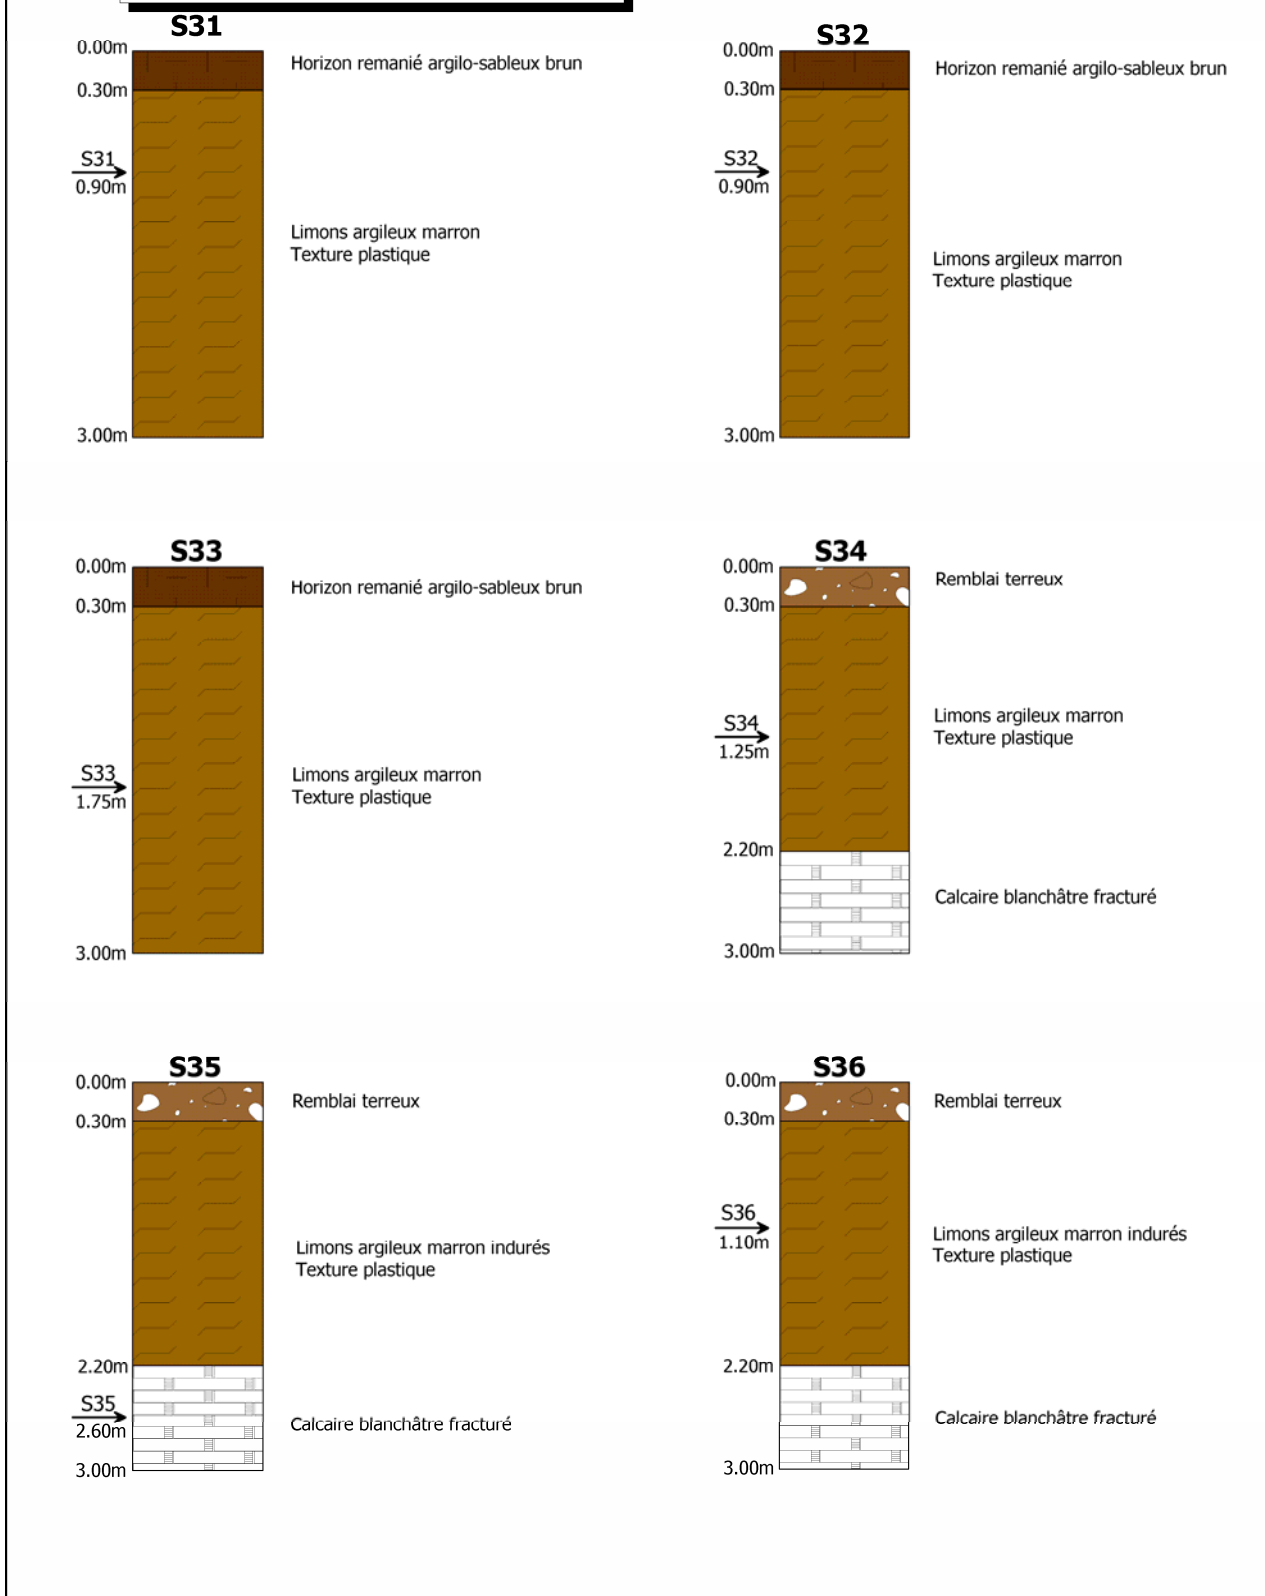 S31
0.00m
Horizon remanié argilo-sableux brun
0.30m
S31
0.90m
Limons argileux marron
Texture plastique
3.00m
S32
0.00m
Horizon remanié argilo-sableux brun
0.30m
S32
0.90m
Limons argileux marron
Texture plastique
3.00m
S33
0.00m
Horizon remanié argilo-sableux brun
0.30m
S33
1.75m
Limons argileux marron
Texture plastique
3.00m
S34
0.00m
Remblai terreux
0.30m
S34
1.25m
Limons argileux marron
Texture plastique
2.20m
Calcaire blanchâtre fracturé
3.00m
S35
0.00m
Remblai terreux
0.30m
Limons argileux marron indurés
Texture plastique
2.20m
S35
2.60m
Calcaire blanchâtre fracturé
3.00m
S36
0.00m
Remblai terreux
0.30m
S36
1.10m
Limons argileux marron indurés
Texture plastique
2.20m
Calcaire blanchâtre fracturé
3.00m